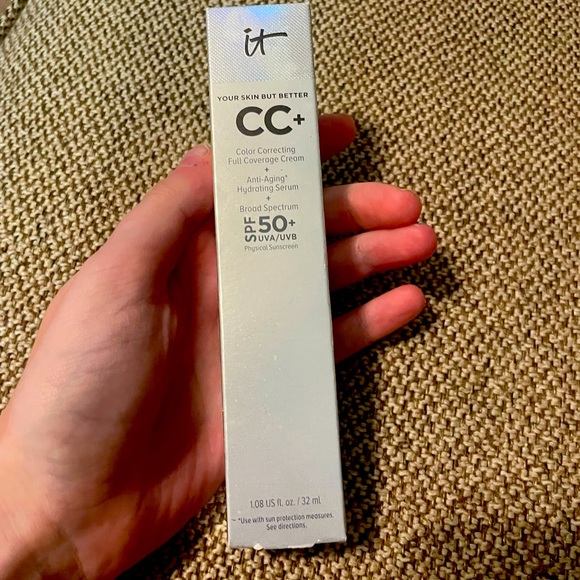 it
YOUR SKIN BUT BETTER
CC+
Color Correcting
Full Coverage Cream
+
Anti-Aging*
Hydrating Serum
+
Broad Spectrum
SPF 50+
UVA/UVB
Physical Sunscreen
1.08 US fl. oz. / 32 mL
*Use with sun protection measures.
See directions.